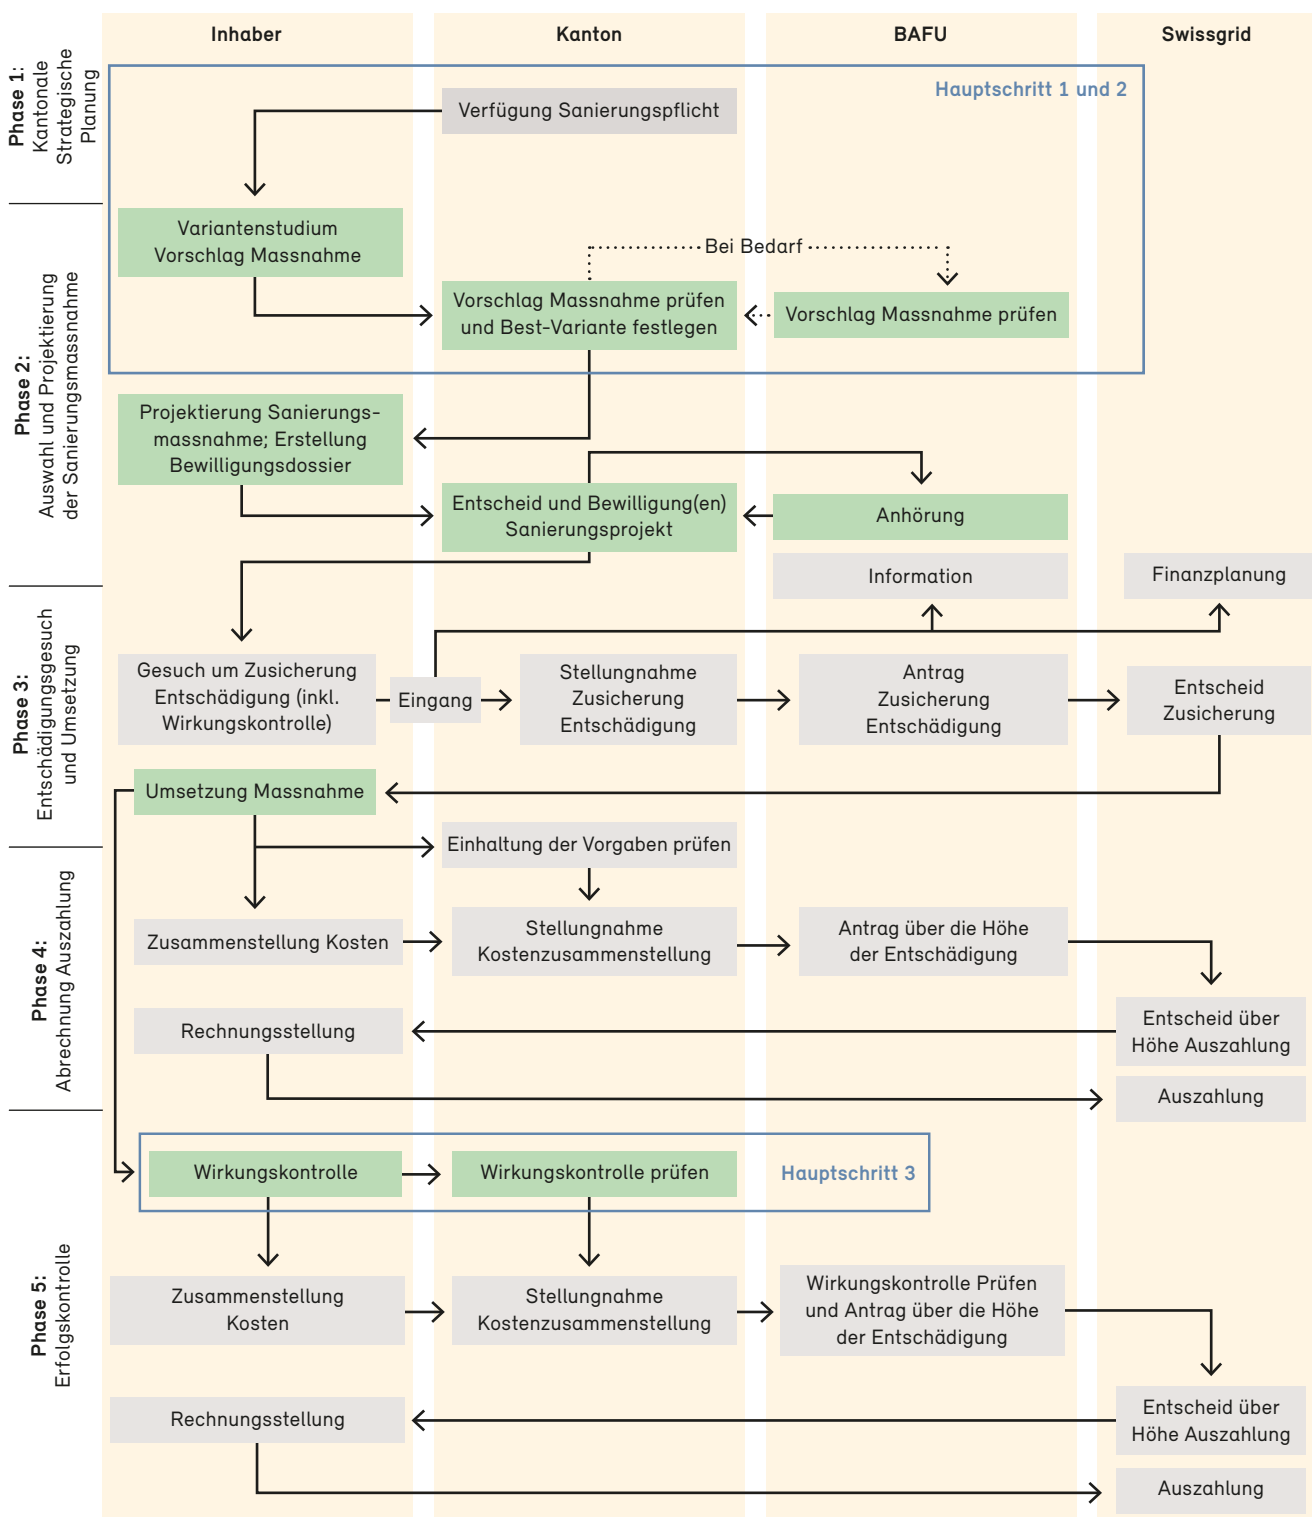 Inhaber
Kanton
BAFU
Swissgrid
Phase 1:
Kantonale
Strategische
Planung
Hauptschritt 1 und 2
Verfügung Sanierungspflicht
Phase 2:
Auswahl und Projektierung
der Sanierungsmassnahme
Variantenstudium
Vorschlag Massnahme
Bei Bedarf
Vorschlag Massnahme prüfen
und Best-Variante festlegen
Vorschlag Massnahme prüfen
Projektierung Sanierungs-
massnahme; Erstellung
Bewilligungsdossier
Entscheid und Bewilligung(en)
Sanierungsprojekt
Anhörung
Information
Finanzplanung
Phase 3:
Entschädigungsgesuch
und Umsetzung
Gesuch um Zusicherung
Entschädigung (inkl.
Wirkungskontrolle)
Eingang
Stellungnahme
Zusicherung
Entschädigung
Antrag
Zusicherung
Entschädigung
Entscheid
Zusicherung
Umsetzung Massnahme
Einhaltung der Vorgaben prüfen
Phase 4:
Abrechnung Auszahlung
Zusammenstellung Kosten
Stellungnahme
Kostenzusammenstellung
Antrag über die Höhe
der Entschädigung
Rechnungsstellung
Entscheid über
Höhe Auszahlung
Auszahlung
Phase 5:
Erfolgskontrolle
Wirkungskontrolle
Wirkungskontrolle prüfen
Hauptschritt 3
Zusammenstellung
Kosten
Stellungnahme
Kostenzusammenstellung
Wirkungskontrolle Prüfen
und Antrag über die Höhe
der Entschädigung
Rechnungsstellung
Entscheid über
Höhe Auszahlung
Auszahlung